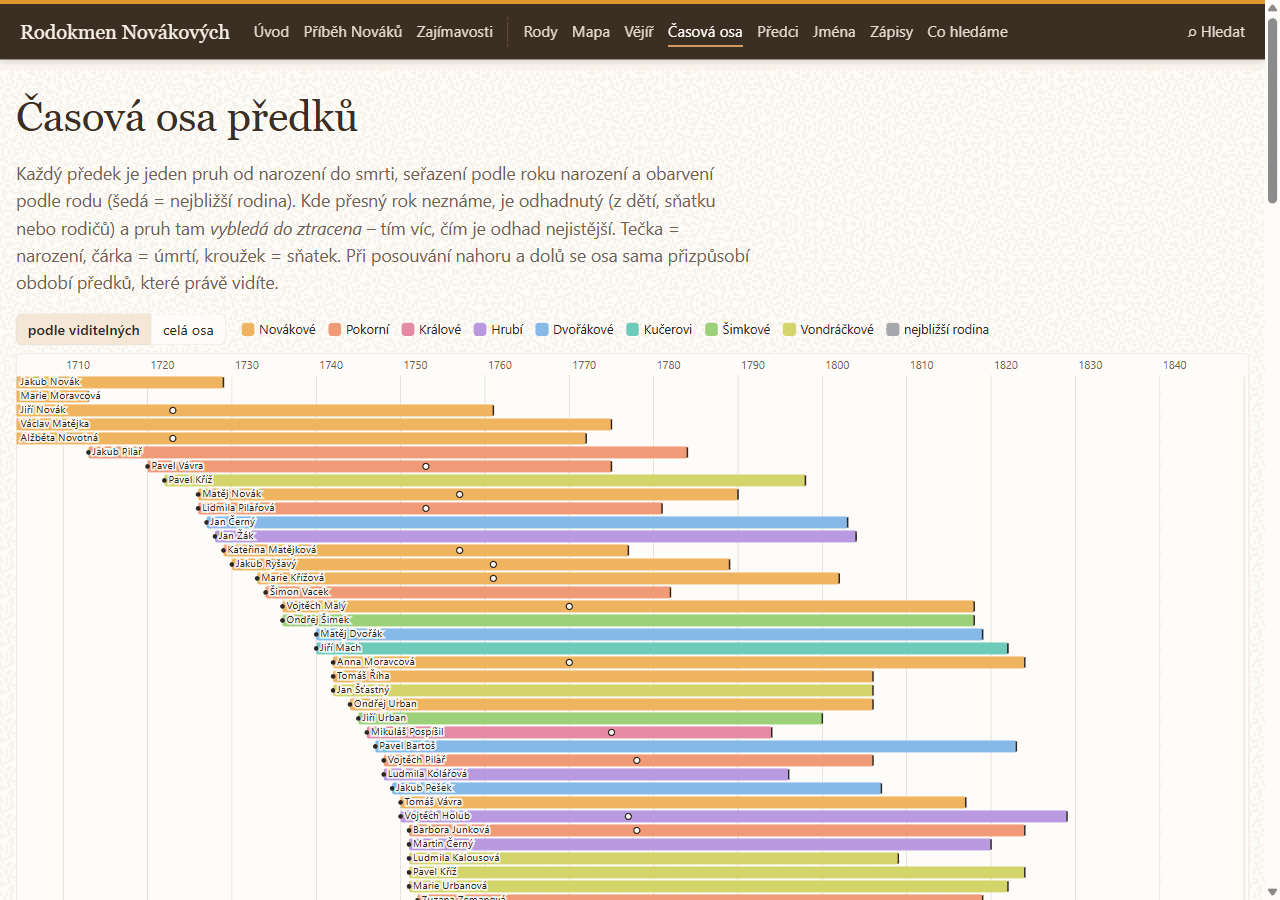 Rodokmen Novákových Úvod Příběh Nováků Zajímavosti Rody Mapa Vějíř Časová osa Předci Jména Zápisy Co hledáme ⌕ Hledat
Časová osa předků
Každý předek je jeden pruh od narození do smrti, seřazení podle roku narození a obarvení
podle rodu (šedá = nejbližší rodina). Kde přesný rok neznáme, je odhadnutý (z dětí, sňatku
nebo rodičů) a pruh tam vybledá do ztracena – tím víc, čím je odhad nejistější. Tečka =
narození, čárka = úmrtí, kroužek = sňatek. Při posouvání nahoru a dolů se osa sama přizpůsobí
období předků, které právě vidíte.
podle viditelných celá osa Novákové Pokorní Králové Hrubí Dvořákové Kučerovi Šimkové Vondráčkové nejbližší rodina
1710 1720 1730 1740 1750 1760 1770 1780 1790 1800 1810 1820 1830 1840
Jakub Novák
Marie Moravcová
Jiří Novák
Václav Matějka
Alžběta Novotná
Jakub Pilář
Pavel Vávra
Pavel Kříž
Matěj Novák
Lidmila Pilařová
Jan Černý
Jan Žák
Kateřina Matějková
Jakub Ryšavý
Marie Křížová
Šimon Vacek
Vojtěch Malý
Ondřej Šimek
Matěj Dvořák
Jiří Mach
Anna Moravcová
Tomáš Říha
Jan Šťastný
Ondřej Urban
Jiří Urban
Mikuláš Pospíšil
Pavel Bartoš
Vojtěch Pilař
Ludmila Kolářová
Jakub Pešek
Tomáš Vávra
Vojtěch Holub
Barbora Junková
Martin Černý
Ludmila Kalousová
Pavel Kříž
Marie Urbanová
Zuzana Zemanová